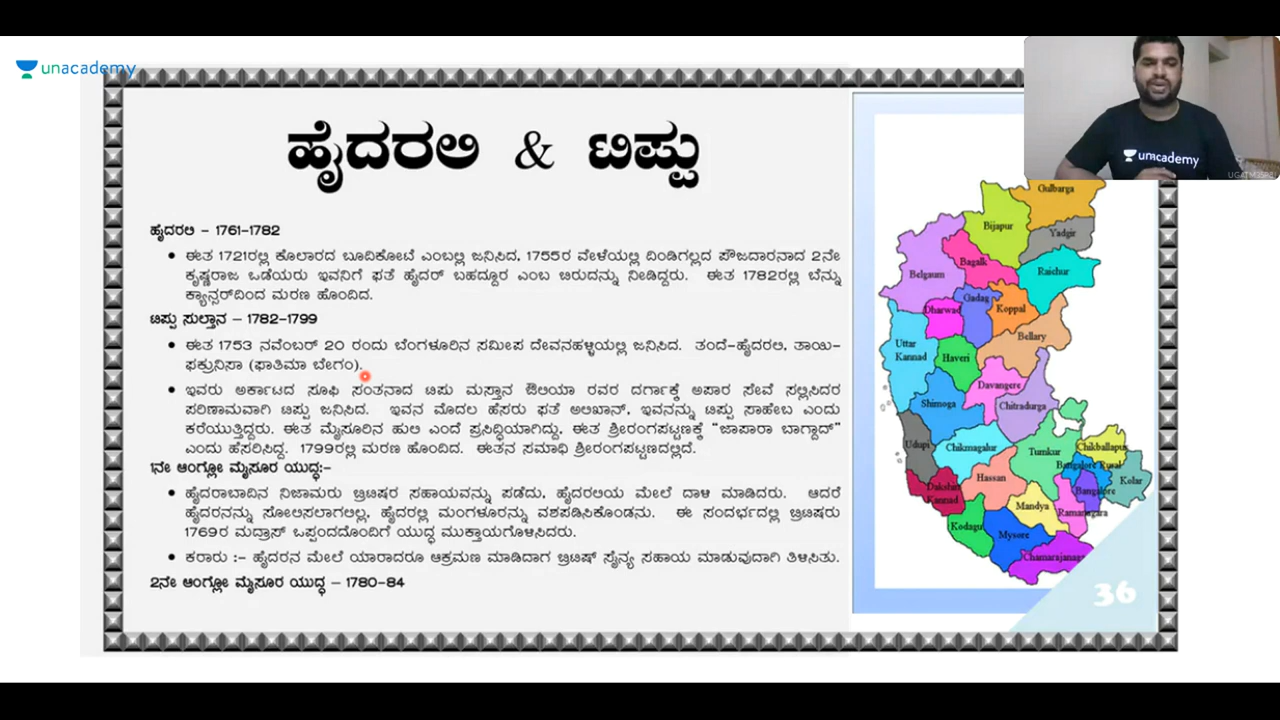 unacademy
unacademy
ಹೈದರಲಿ & ಟಿಪ್ಪು
ಹೈದರಲಿ – 1761-1782
• ಈತ 1721ರಲ್ಲಿ ಕೊಲಾರದ ಬೂದಿಕೋಟೆ ಎಂಬಲ್ಲಿ ಜನಿಸಿದ, 1755ರ ವೇಳೆಯಲ್ಲಿ ದಿಂಡಿಗಲ್ಲದ ಪೌಜದಾರನಾದ 2ನೇ
ಕೃಷ್ಣರಾಜ ಒಡೆಯರು ಇವನಿಗೆ ಫತೆ ಹೈದರ್ ಬಹದ್ದೂರ ಎಂಬ ಬಿರುದನ್ನು ನೀಡಿದ್ದರು. ಈತ 1782ರಲ್ಲಿ ಬೆನ್ನು
ಕ್ಯಾನ್ಸರ್‌ವಿಂದ ಮರಣ ಹೊಂದಿದ.
ಟಿಪ್ಪು ಸುಲ್ತಾನ – 1782-1799
• ಈತ 1753 ನವೆಂಬರ್ 20 ರಂದು ಬೆಂಗಳೂರಿನ ಸಮೀಪ ದೇವನಹಳ್ಳಿಯಲ್ಲಿ ಜನಿಸಿದ. ತಂದೆ-ಹೈದರಲಿ, ತಾಯಿ-
ಫಕ್ರುನಿಸಾ (ಫಾತಿಮಾ ಬೇಗಂ).
• ಇವರು ಅರ್ಕಾಟದ ಸೂಫಿ ಸಂತನಾದ ಟಿಪು ಮಸ್ತಾನ ಔಲಿಯಾ ರವರ ದರ್ಗಾಕ್ಕೆ ಅಪಾರ ಸೇವೆ ಸಲ್ಲಿಸಿದರ
ಪರಿಣಾಮವಾಗಿ ಟಿಪ್ಪು ಜನಿಸಿದ. ಇವನ ಮೊದಲ ಹೆಸರು ಫತೆ ಅಲಿಖಾನ್, ಇವನನ್ನು ಟಿಪ್ಪು ಸಾಹೇಬ ಎಂದು
ಕರೆಯುತ್ತಿದ್ದರು. ಈತ ಮೈಸೂರಿನ ಹುಲಿ ಎಂದೆ ಪ್ರಸಿದ್ಧಿಯಾಗಿದ್ದು, ಈತ ಶ್ರೀರಂಗಪಟ್ಟಣಕ್ಕೆ "ಜಾಪಾರಾ ಬಾಗ್ದಾದ್"
ಎಂದು ಹೆಸರಿಸಿದ್ದ. 1799ರಲ್ಲಿ ಮರಣ ಹೊಂದಿದ. ಈತನ ಸಮಾಧಿ ಶ್ರೀರಂಗಪಟ್ಟಣದಲ್ಲಿದೆ.
1ನೇ ಆಂಗ್ಲೋ ಮೈಸೂರ ಯುದ್ಧ:-
• ಹೈದರಾಬಾದಿನ ನಿಜಾಮರು ಬ್ರಿಟಿಷರ ಸಹಾಯವನ್ನು ಪಡೆದು, ಹೈದರಲಿಯ ಮೇಲೆ ದಾಳಿ ಮಾಡಿದರು. ಆದರೆ
ಹೈದರನನ್ನು ಸೋಲಿಸಲಾಗಲಿಲ್ಲ, ಹೈದರಲ್ಲಿ ಮಂಗಳೂರನ್ನು ವಶಪಡಿಸಿಕೊಂಡನು. ಈ ಸಂದರ್ಭದಲ್ಲಿ ಬ್ರಿಟಿಷರು
1769ರ ಮದ್ರಾಸ್ ಒಪ್ಪಂದದೊಂದಿಗೆ ಯುದ್ಧ ಮುಕ್ತಾಯಗೊಳಿಸಿದರು.
• ಕರಾರು :- ಹೈದರನ ಮೇಲೆ ಯಾರಾದರೂ ಆಕ್ರಮಣ ಮಾಡಿದಾಗ ಬ್ರಿಟಿಷ್ ಸೈನ್ಯ ಸಹಾಯ ಮಾಡುವುದಾಗಿ ತಿಳಿಸಿತು.
2ನೇ ಆಂಗ್ಲೋ ಮೈಸೂರ ಯುದ್ಧ – 1780-84
Gulbarga
Bijapur
Yadgir
Bagalk
Belgaum
Raichur
Gadag
Koppal
Dharwad
Bellary
Uttar
Kannad
Haveri
Davangere
Shimoga
Chitradurga
Udupi
Chikmagalur
Tumkur
Chikballapur
Bangalore Rural
Kolar
Hassan
Dakshin
Kannad
Bangalore
Mandya
Ramanagara
Kodagu
Mysore
Chamarajanaga
36